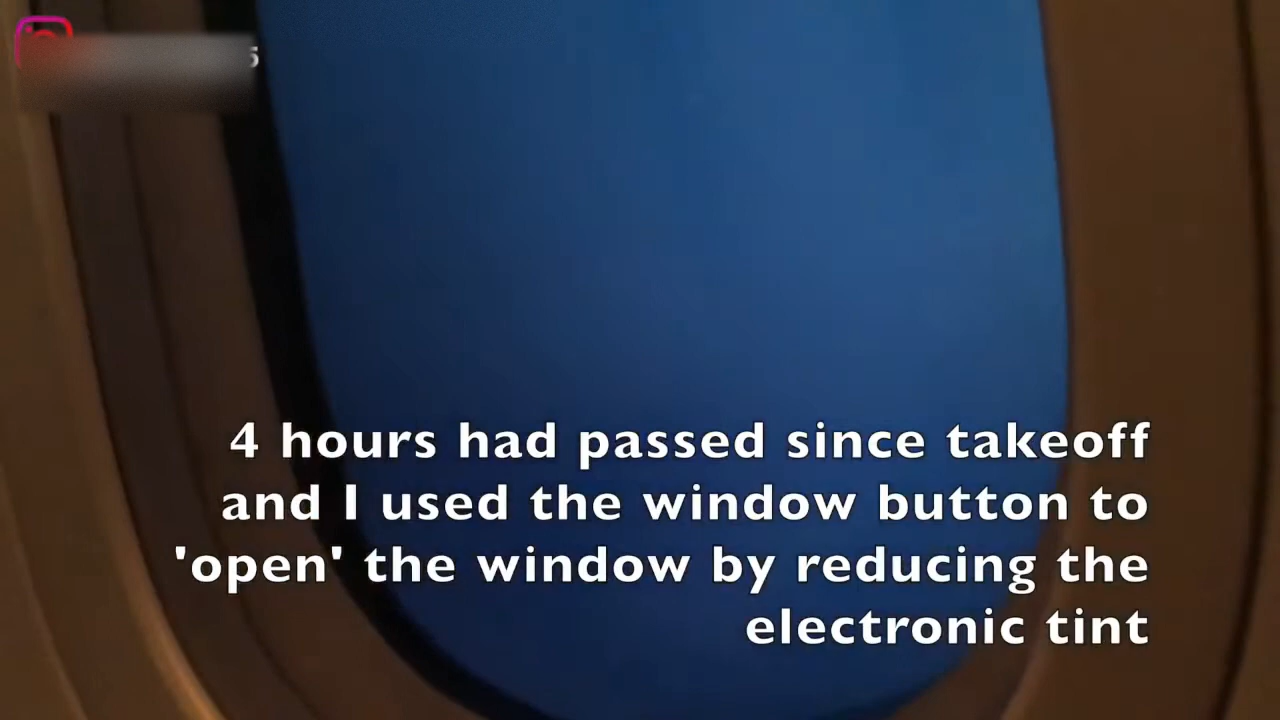 4 hours had passed since takeoff
and I used the window button to
'open' the window by reducing the
electronic tint